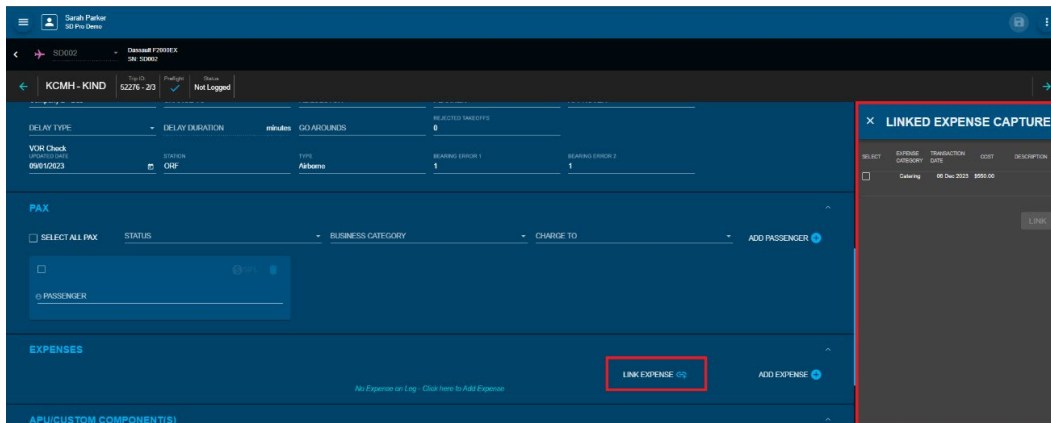 Sarah Parker
SD Pro Demo
SD002
Dassault F2000EX
SN: SD002
KCMH - KIND
Trip ID
52276 - 2/3
Preflight
Status
Not Logged
REJECTED TAKEOFFS
DELAY TYPE
DELAY DURATION
minutes
GO AROUNDS
0
VOR Check
UPDATED DATE
STATION
TYPE
BEARING ERROR 1
BEARING ERROR 2
09/01/2023
ORF
Airborne
1
1
PAX
SELECT ALL PAX
STATUS
BUSINESS CATEGORY
CHARGE TO
ADD PASSENGER
PASSENGER
EXPENSES
LINK EXPENSE
ADD EXPENSE
No Expense on Leg - Click here to Add Expense
APU/CUSTOM COMPONENT(S)
LINKED EXPENSE CAPTURE
SELECT
EXPENSE CATEGORY
TRANSACTION DATE
COST
DESCRIPTION
Catering
06 Dec 2023
$550.00
LINK